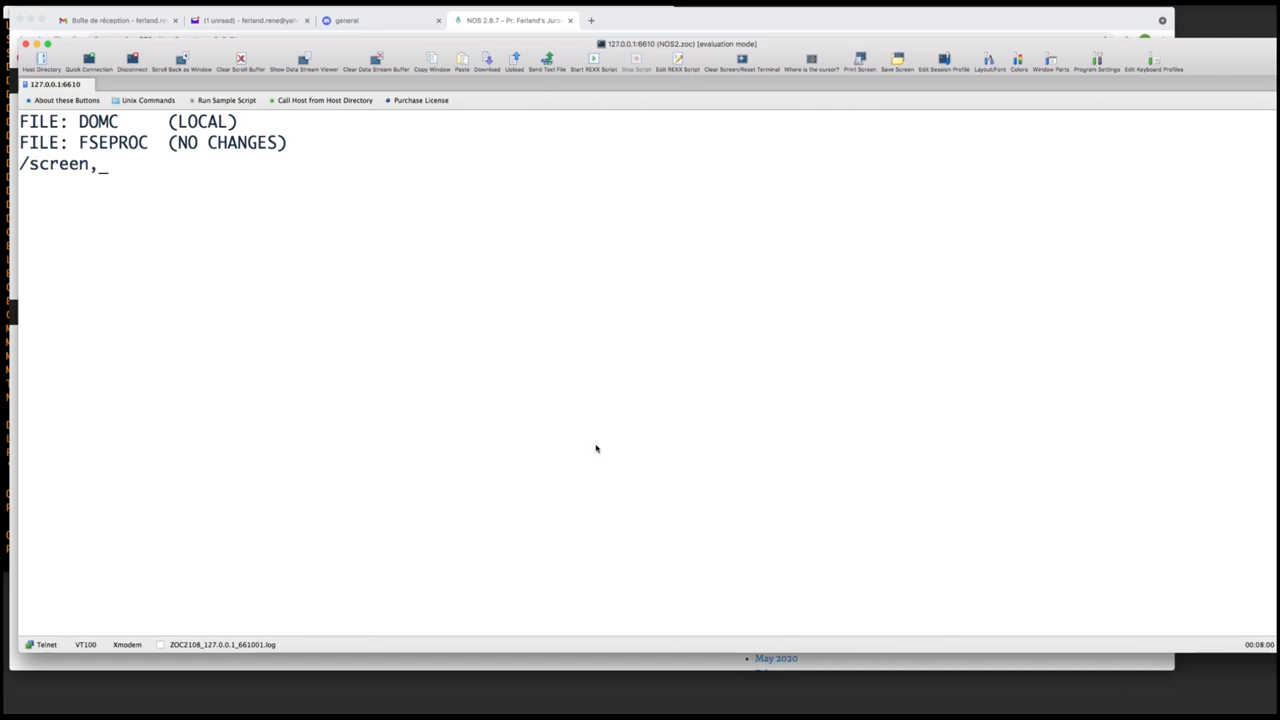 Boîte de réception - ferland.re
(1 unread) - ferland.rene@yah
general
NOS 2.8.7 – Pr. Ferland's Jura
127.0.0.1:6610 (NOS2.zoc) [evaluation mode]
Host Directory
Quick Connection
Disconnect
Scroll Back as Window
Clear Scroll Buffer
Show Data Stream Viewer
Clear Data Stream Buffer
Copy Window
Paste
Download
Upload
Send Text File
Start REXX Script
Stop Script
Edit REXX Script
Clear Screen/Reset Terminal
Where is the cursor?
Print Screen
Save Screen
Edit Session Profile
Layout/Font
Colors
Window Parts
Program Settings
Edit Keyboard Profiles
127.0.0.1:6610
About these Buttons
Unix Commands
Run Sample Script
Call Host from Host Directory
Purchase License
FILE: DOMC (LOCAL)
FILE: FSEPROC (NO CHANGES)
/screen,_
Telnet
VT100
Xmodem
ZOC2108_127.0.0.1_661001.log
00:08:00
May 2020